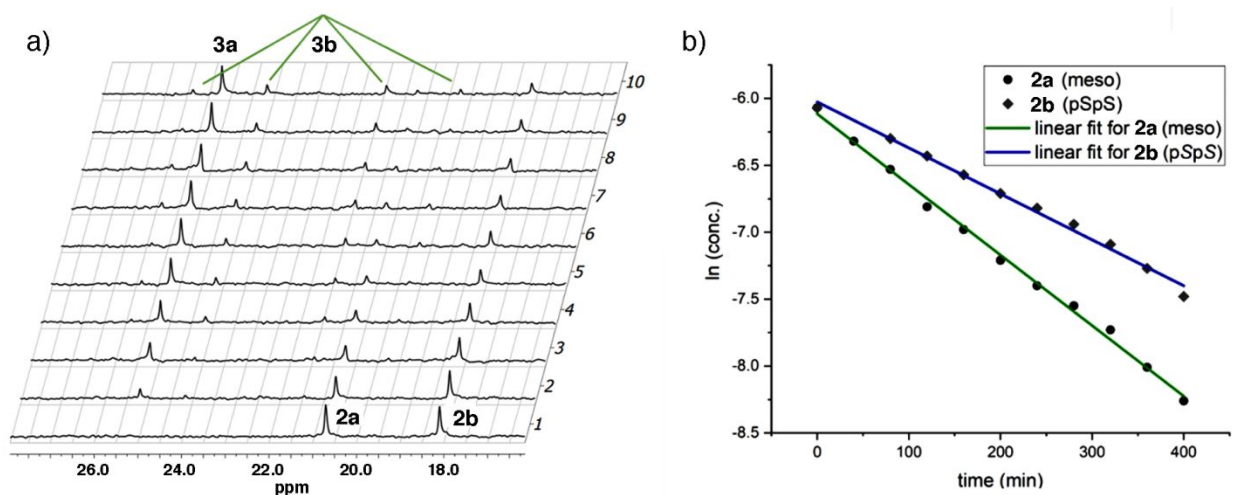 a)
3a
3b
10
9
8
7
6
5
4
3
2
1
2a
2b
26.0 24.0 22.0 20.0 18.0
ppm
b)
2a (meso)
2b (pSpS)
linear fit for 2a (meso)
linear fit for 2b (pSpS)
-6.0
-6.5
-7.0
-7.5
-8.0
-8.5
ln (conc.)
0 100 200 300 400
time (min)